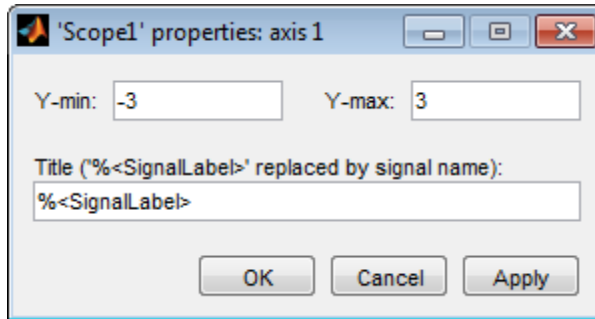 'Scope1' properties: axis 1
Y-min: -3 Y-max: 3
Title ('%<SignalLabel>' replaced by signal name):
%<SignalLabel>
OK Cancel Apply